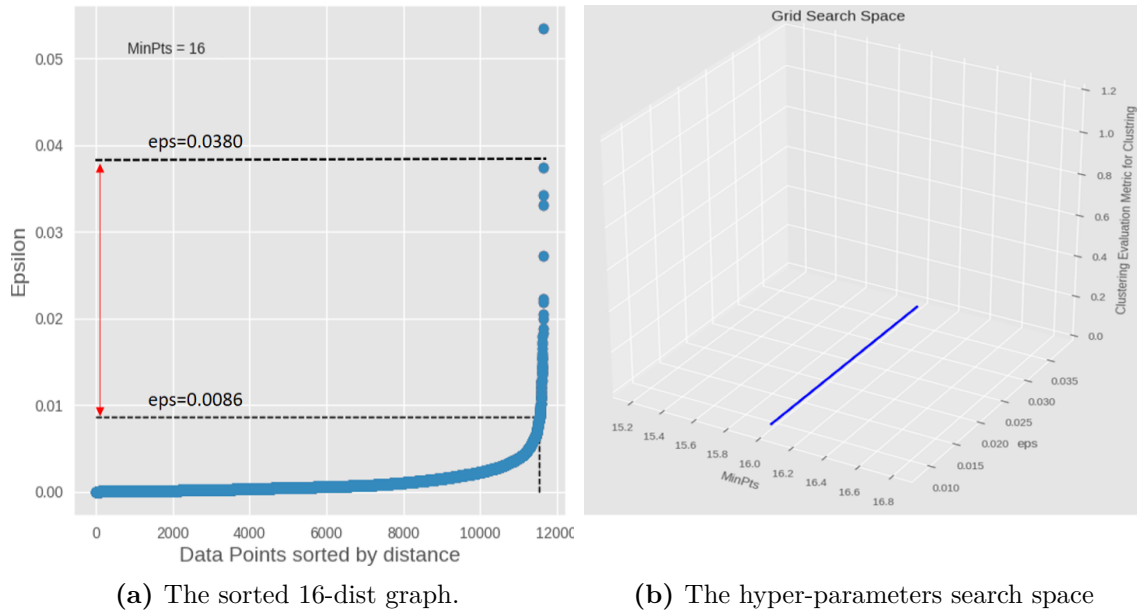 MinPts = 16
eps=0.0380
eps=0.0086
0.05
0.04
0.03
0.02
0.01
0.00
Epsilon
0 2000 4000 6000 8000 10000 12000
Data Points sorted by distance
(a) The sorted 16-dist graph.
Grid Search Space
1.2
1.0
0.8
0.6
0.4
0.2
0.0
Clustering Evaluation Metric for Clustring
0.035
0.030
0.025
0.020
0.015
0.010
eps
15.2 15.4 15.6 15.8 16.0 16.2 16.4 16.6 16.8
MinPts
(b) The hyper-parameters search space